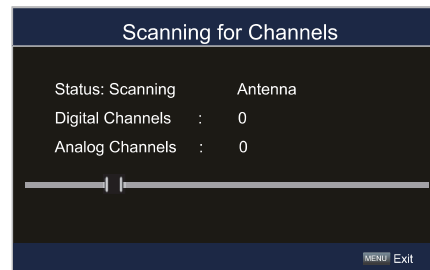 Scanning for Channels
Status: Scanning Antenna
Digital Channels : 0
Analog Channels : 0
MENU Exit